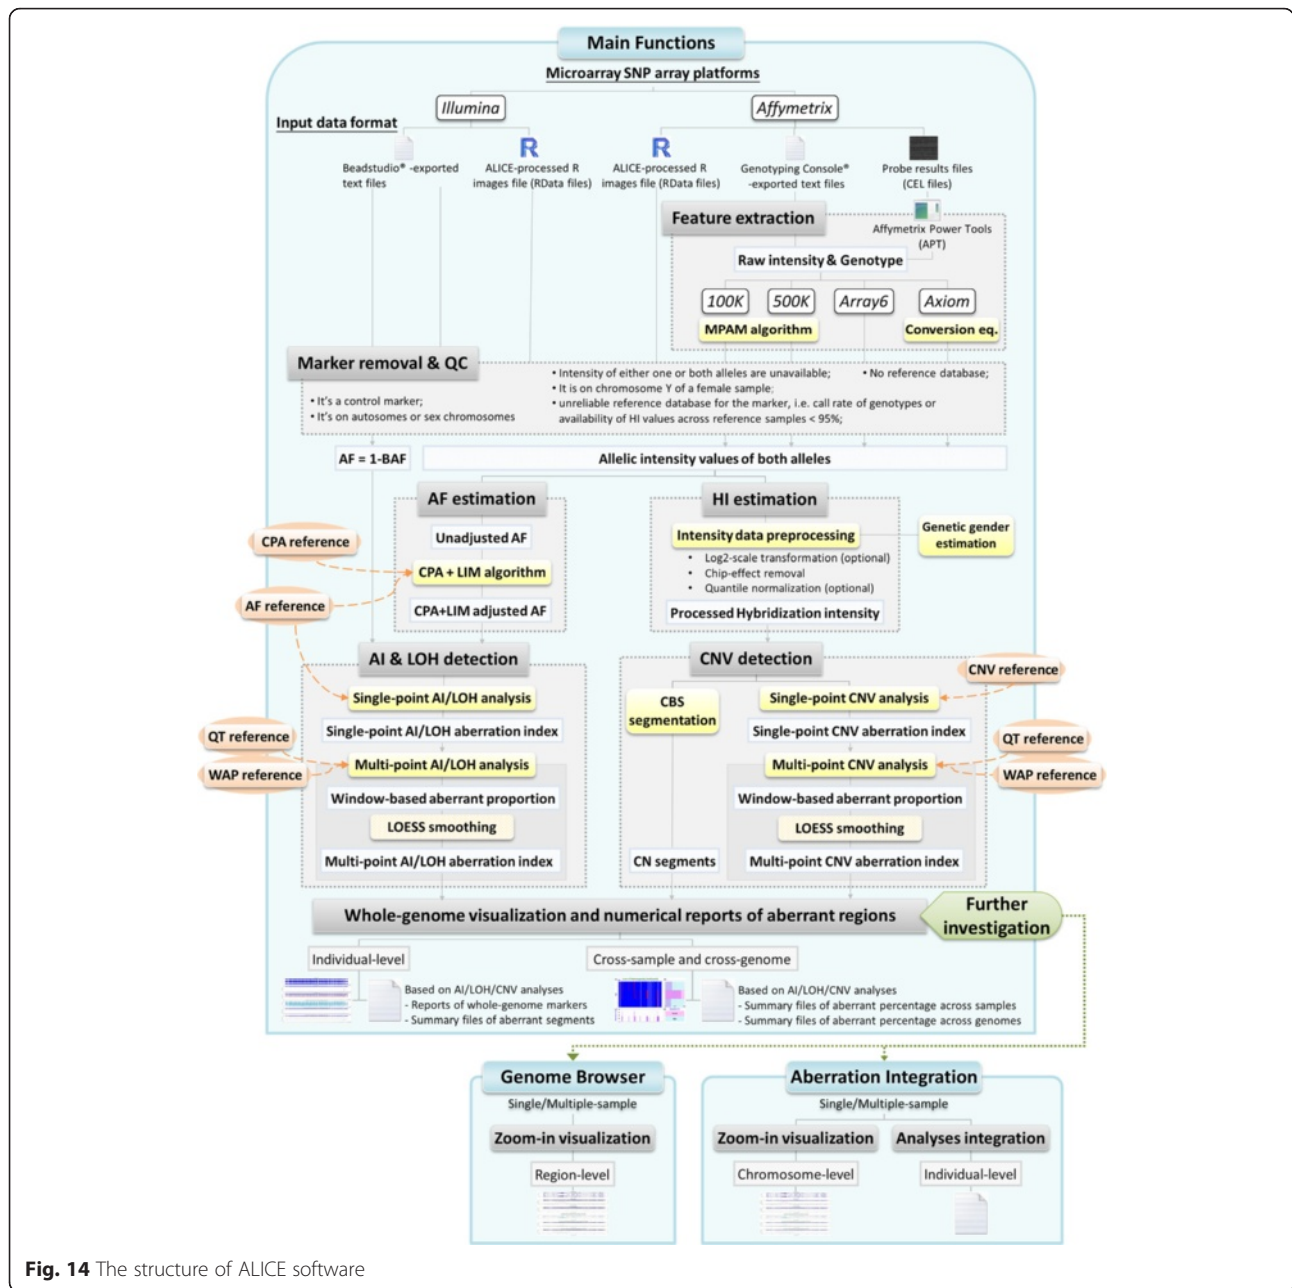 Main Functions
Microarray SNP array platforms
Illumina
Affymetrix
Input data format
Beadstudio® -exported
text files
ALICE-processed R
images file (RData files)
ALICE-processed R
images file (RData files)
Genotyping Console®
-exported text files
Probe results files
(CEL files)
Feature extraction
Affymetrix Power Tools
(APT)
Raw intensity & Genotype
100K
500K
Array6
Axiom
MPAM algorithm
Conversion eq.
Marker removal & QC
• It's a control marker;
• It's on autosomes or sex chromosomes
• Intensity of either one or both alleles are unavailable;
• It is on chromosome Y of a female sample;
• unreliable reference database for the marker, i.e. call rate of genotypes or
availability of HI values across reference samples < 95%;
• No reference database;
AF = 1-BAF
Allelic intensity values of both alleles
AF estimation
HI estimation
Unadjusted AF
Intensity data preprocessing
Genetic gender
estimation
CPA reference
• Log2-scale transformation (optional)
• Chip-effect removal
• Quantile normalization (optional)
CPA + LIM algorithm
AF reference
CPA+LIM adjusted AF
Processed Hybridization intensity
AI & LOH detection
CNV detection
CNV reference
Single-point AI/LOH analysis
CBS
segmentation
Single-point CNV analysis
Single-point AI/LOH aberration index
Single-point CNV aberration index
QT reference
QT reference
Multi-point AI/LOH analysis
Multi-point CNV analysis
WAP reference
WAP reference
Window-based aberrant proportion
Window-based aberrant proportion
LOESS smoothing
LOESS smoothing
Multi-point AI/LOH aberration index
CN segments
Multi-point CNV aberration index
Whole-genome visualization and numerical reports of aberrant regions
Further
investigation
Individual-level
Cross-sample and cross-genome
Based on AI/LOH/CNV analyses
- Reports of whole-genome markers
- Summary files of aberrant segments
Based on AI/LOH/CNV analyses
- Summary files of aberrant percentage across samples
- Summary files of aberrant percentage across genomes
Genome Browser
Single/Multiple-sample
Zoom-in visualization
Region-level
Aberration Integration
Single/Multiple-sample
Zoom-in visualization
Analyses integration
Chromosome-level
Individual-level
Fig. 14 The structure of ALICE software